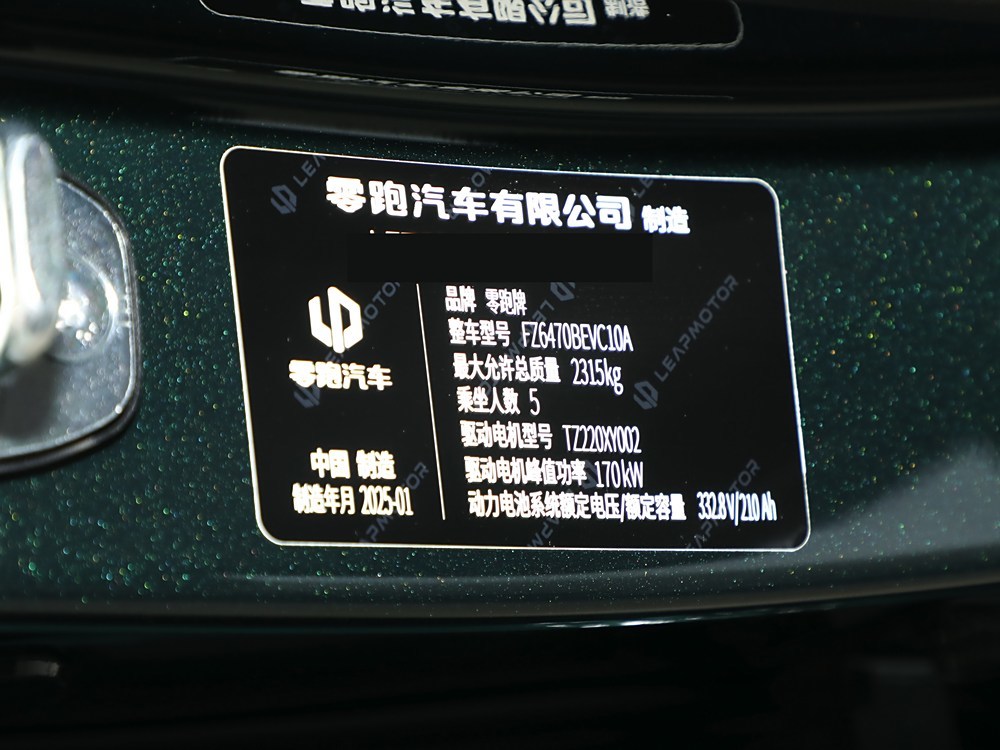 零跑汽车有限公司 制造
品牌 零跑牌
整车型号 FZ6470BEVC10A
最大允许总质量 2315kg
乘坐人数 5
驱动电机型号 TZ220XY002
驱动电机峰值功率 170kW
动力电池系统额定电压/额定容量 332.8V/210Ah
零跑汽车
中国 制造
制造年月 2025-01
LEAPMOTOR
LEAPMOTOR
LEAPMOTOR